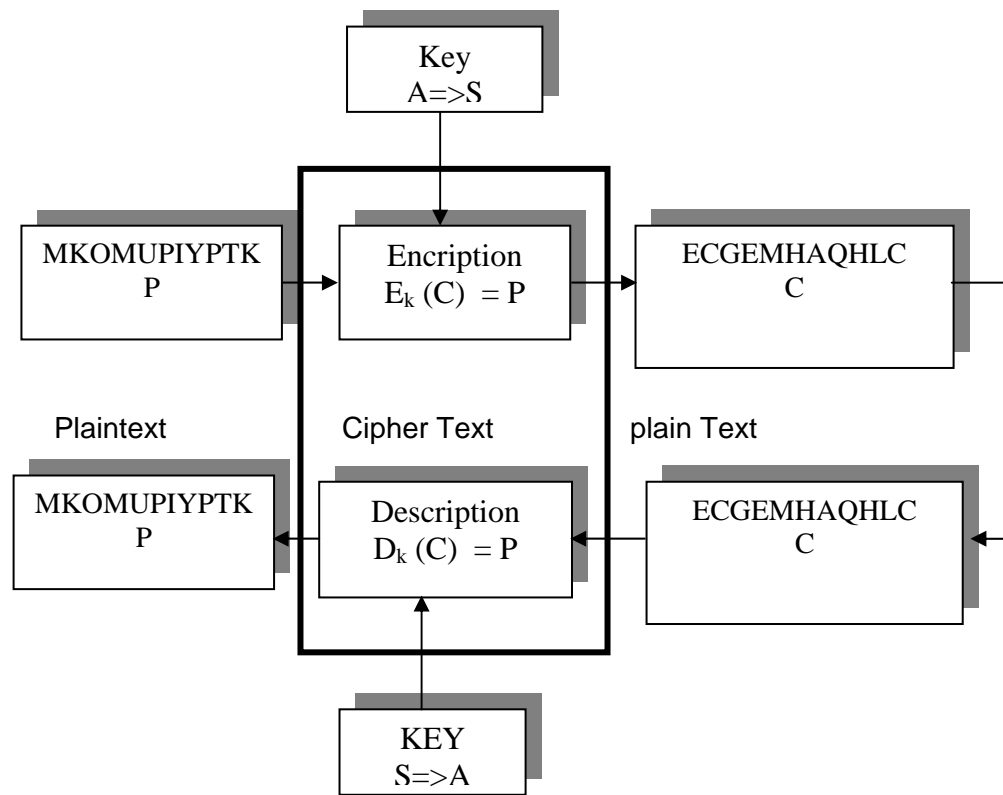 Key
A=>S
MKOMUPIYPTK
P
Encription
Ek (C) = P
ECGEMHAQHLC
C
Plaintext
Cipher Text
plain Text
MKOMUPIYPTK
P
Description
Dk (C) = P
ECGEMHAQHLC
C
KEY
S=>A